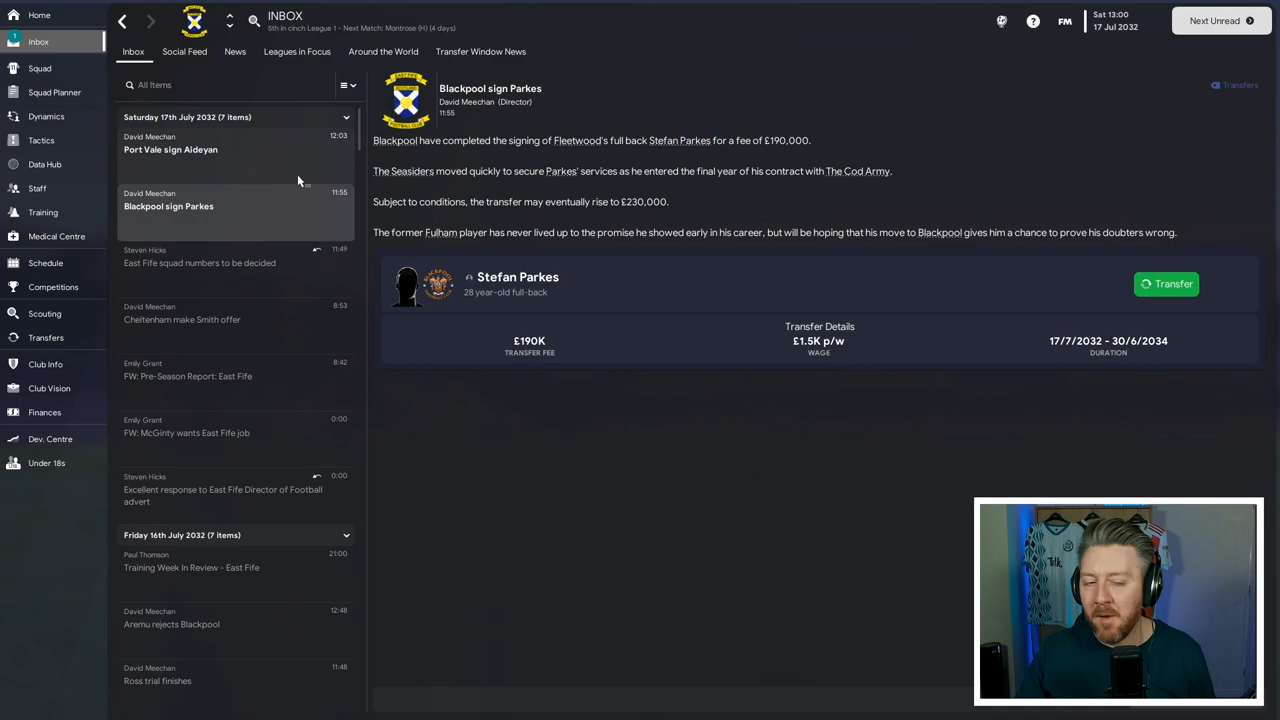 Home
INBOX
5th in cinch League 1 - Next Match: Montrose (H) (4 days)
FM
Sat 13:00
17 Jul 2032
Next Unread
1
Inbox
Squad
Squad Planner
Dynamics
Tactics
Data Hub
Staff
Training
Medical Centre
Schedule
Competitions
Scouting
Transfers
Club Info
Club Vision
Finances
Dev. Centre
Under 18s
Inbox
Social Feed
News
Leagues in Focus
Around the World
Transfer Window News
All Items
Saturday 17th July 2032 (7 items)
David Meechan 12:03
Port Vale sign Aideyan
David Meechan 11:55
Blackpool sign Parkes
Steven Hicks 11:49
East Fife squad numbers to be decided
David Meechan 8:53
Cheltenham make Smith offer
Emily Grant 8:42
FW: Pre-Season Report: East Fife
Emily Grant 0:00
FW: McGinty wants East Fife job
Steven Hicks 0:00
Excellent response to East Fife Director of Football
advert
Friday 16th July 2032 (7 items)
Paul Thomson 21:00
Training Week In Review - East Fife
David Meechan 12:48
Aremu rejects Blackpool
David Meechan 11:48
Ross trial finishes
EAST FIFE
SCOTLAND
FOOTBALL CLUB
Blackpool sign Parkes
David Meechan (Director)
11:55
Transfers
Blackpool have completed the signing of Fleetwood's full back Stefan Parkes for a fee of £190,000.
The Seasiders moved quickly to secure Parkes' services as he entered the final year of his contract with The Cod Army.
Subject to conditions, the transfer may eventually rise to £230,000.
The former Fulham player has never lived up to the promise he showed early in his career, but will be hoping that his move to Blackpool gives him a chance to prove his doubters wrong.
Stefan Parkes
28 year-old full-back
Transfer
Transfer Details
£190K
TRANSFER FEE
£1.5K p/w
WAGE
17/7/2032 - 30/6/2034
DURATION